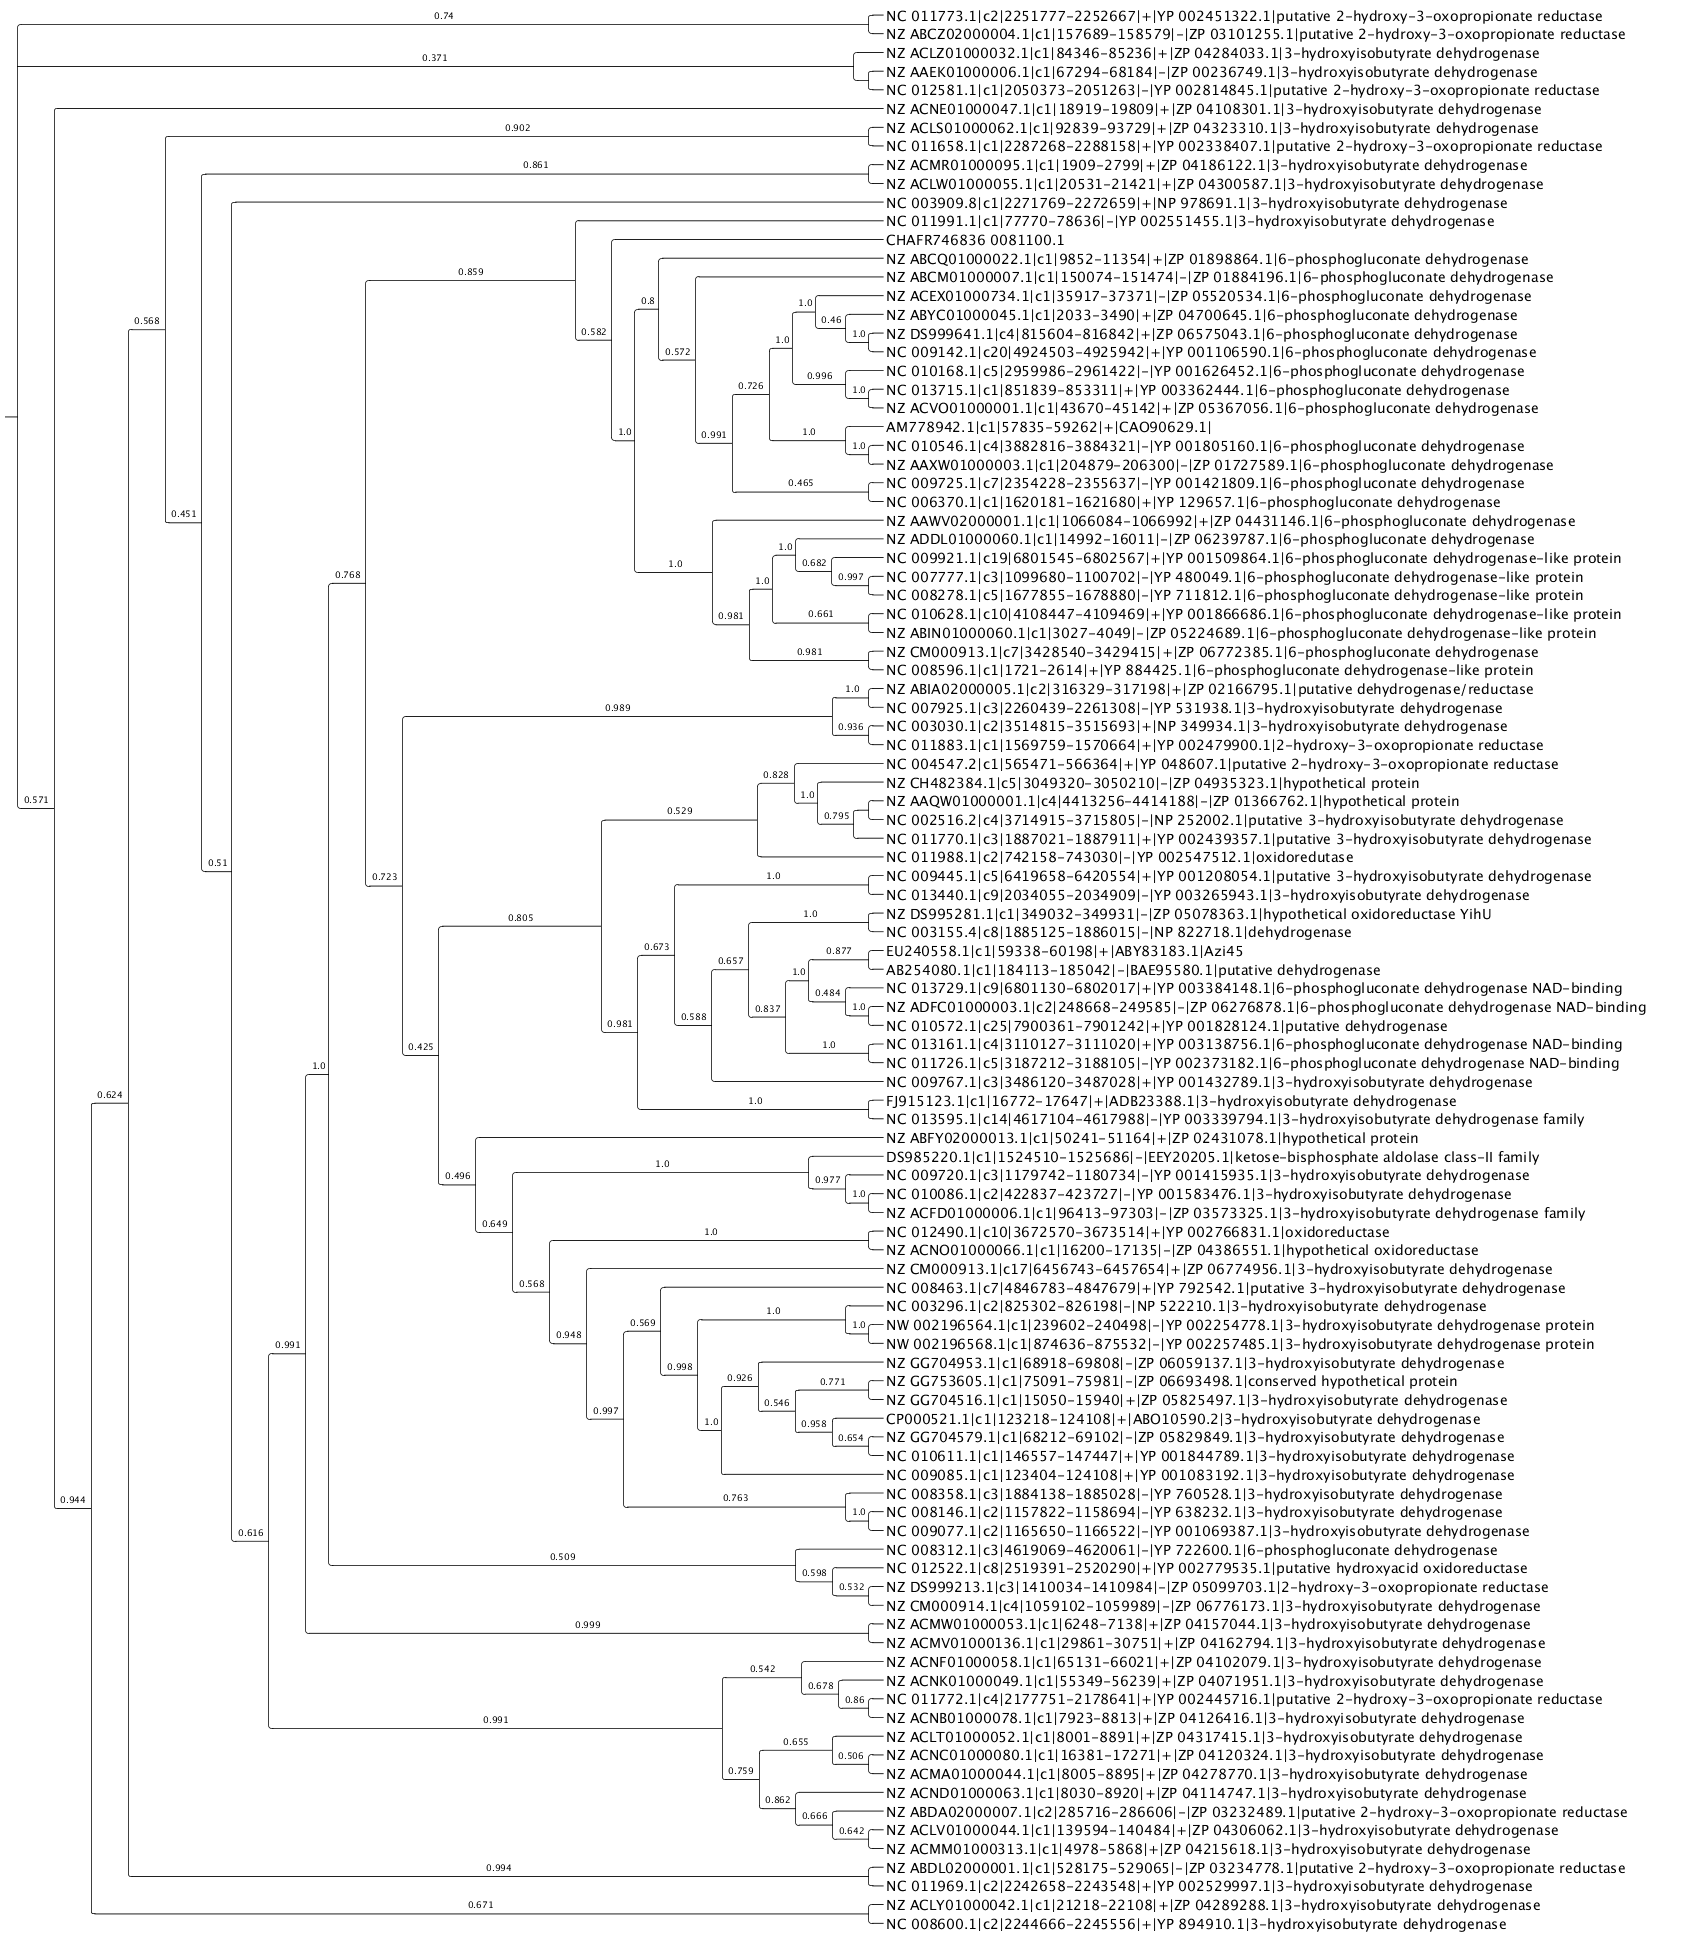 0.74
NC 011773.1|c2|2251777-2252667|+|YP 002451322.1|putative 2-hydroxy-3-oxopropionate reductase
NZ ABCZ02000004.1|c1|157689-158579|-|ZP 03101255.1|putative 2-hydroxy-3-oxopropionate reductase
0.371
NZ ACLZ01000032.1|c1|84346-85236|+|ZP 04284033.1|3-hydroxyisobutyrate dehydrogenase
NZ AAEK01000006.1|c1|67294-68184|-|ZP 00236749.1|3-hydroxyisobutyrate dehydrogenase
NC 012581.1|c1|2050373-2051263|-|YP 002814845.1|putative 2-hydroxy-3-oxopropionate reductase
NZ ACNE01000047.1|c1|18919-19809|+|ZP 04108301.1|3-hydroxyisobutyrate dehydrogenase
0.902
NZ ACLS01000062.1|c1|92839-93729|+|ZP 04323310.1|3-hydroxyisobutyrate dehydrogenase
NC 011658.1|c1|2287268-2288158|+|YP 002338407.1|putative 2-hydroxy-3-oxopropionate reductase
0.861
NZ ACMR01000095.1|c1|1909-2799|+|ZP 04186122.1|3-hydroxyisobutyrate dehydrogenase
NZ ACLW01000055.1|c1|20531-21421|+|ZP 04300587.1|3-hydroxyisobutyrate dehydrogenase
NC 003909.8|c1|2271769-2272659|+|NP 978691.1|3-hydroxyisobutyrate dehydrogenase
NC 011991.1|c1|77770-78636|-|YP 002551455.1|3-hydroxyisobutyrate dehydrogenase
CHAFR746836 0081100.1
NZ ABCQ01000022.1|c1|9852-11354|+|ZP 01898864.1|6-phosphogluconate dehydrogenase
0.859
NZ ABCM01000007.1|c1|150074-151474|-|ZP 01884196.1|6-phosphogluconate dehydrogenase
0.8
1.0
NZ ACEX01000734.1|c1|35917-37371|-|ZP 05520534.1|6-phosphogluconate dehydrogenase
0.568
0.46
NZ ABYC01000045.1|c1|2033-3490|+|ZP 04700645.1|6-phosphogluconate dehydrogenase
0.582
1.0
1.0
NZ DS999641.1|c4|815604-816842|+|ZP 06575043.1|6-phosphogluconate dehydrogenase
0.572
NC 009142.1|c20|4924503-4925942|+|YP 001106590.1|6-phosphogluconate dehydrogenase
0.996
NC 010168.1|c5|2959986-2961422|-|YP 001626452.1|6-phosphogluconate dehydrogenase
0.726
1.0
NC 013715.1|c1|851839-853311|+|YP 003362444.1|6-phosphogluconate dehydrogenase
NZ ACVO01000001.1|c1|43670-45142|+|ZP 05367056.1|6-phosphogluconate dehydrogenase
1.0
0.991
1.0
AM778942.1|c1|57835-59262|+|CAO90629.1|
1.0
NC 010546.1|c4|3882816-3884321|-|YP 001805160.1|6-phosphogluconate dehydrogenase
NZ AAXW01000003.1|c1|204879-206300|-|ZP 01727589.1|6-phosphogluconate dehydrogenase
0.465
NC 009725.1|c7|2354228-2355637|-|YP 001421809.1|6-phosphogluconate dehydrogenase
NC 006370.1|c1|1620181-1621680|+|YP 129657.1|6-phosphogluconate dehydrogenase
0.451
NZ AAWV02000001.1|c1|1066084-1066992|+|ZP 04431146.1|6-phosphogluconate dehydrogenase
1.0
NZ ADDL01000060.1|c1|14992-16011|-|ZP 06239787.1|6-phosphogluconate dehydrogenase
1.0
0.682
NC 009921.1|c19|6801545-6802567|+|YP 001509864.1|6-phosphogluconate dehydrogenase-like protein
0.768
1.0
0.997
NC 007777.1|c3|1099680-1100702|-|YP 480049.1|6-phosphogluconate dehydrogenase-like protein
NC 008278.1|c5|1677855-1678880|-|YP 711812.1|6-phosphogluconate dehydrogenase-like protein
0.981
0.661
NC 010628.1|c10|4108447-4109469|+|YP 001866686.1|6-phosphogluconate dehydrogenase-like protein
NZ ABIN01000060.1|c1|3027-4049|-|ZP 05224689.1|6-phosphogluconate dehydrogenase-like protein
0.981
NZ CM000913.1|c7|3428540-3429415|+|ZP 06772385.1|6-phosphogluconate dehydrogenase
NC 008596.1|c1|1721-2614|+|YP 884425.1|6-phosphogluconate dehydrogenase-like protein
1.0
NZ ABIA02000005.1|c2|316329-317198|+|ZP 02166795.1|putative dehydrogenase/reductase
0.989
NC 007925.1|c3|2260439-2261308|-|YP 531938.1|3-hydroxyisobutyrate dehydrogenase
0.936
NC 003030.1|c2|3514815-3515693|+|NP 349934.1|3-hydroxyisobutyrate dehydrogenase
NC 011883.1|c1|1569759-1570664|+|YP 002479900.1|2-hydroxy-3-oxopropionate reductase
NC 004547.2|c1|565471-566364|+|YP 048607.1|putative 2-hydroxy-3-oxopropionate reductase
0.828
NZ CH482384.1|c5|3049320-3050210|-|ZP 04935323.1|hypothetical protein
0.571
1.0
NZ AAQW01000001.1|c4|4413256-4414188|-|ZP 01366762.1|hypothetical protein
0.529
0.795
NC 002516.2|c4|3714915-3715805|-|NP 252002.1|putative 3-hydroxyisobutyrate dehydrogenase
NC 011770.1|c3|1887021-1887911|+|YP 002439357.1|putative 3-hydroxyisobutyrate dehydrogenase
0.51
NC 011988.1|c2|742158-743030|-|YP 002547512.1|oxidoredutase
0.723
1.0
NC 009445.1|c5|6419658-6420554|+|YP 001208054.1|putative 3-hydroxyisobutyrate dehydrogenase
NC 013440.1|c9|2034055-2034909|-|YP 003265943.1|3-hydroxyisobutyrate dehydrogenase
0.805
1.0
NZ DS995281.1|c1|349032-349931|-|ZP 05078363.1|hypothetical oxidoreductase YihU
NC 003155.4|c8|1885125-1886015|-|NP 822718.1|dehydrogenase
0.673
0.877
EU240558.1|c1|59338-60198|+|ABY83183.1|Azi45
0.657
1.0
AB254080.1|c1|184113-185042|-|BAE95580.1|putative dehydrogenase
0.484
NC 013729.1|c9|6801130-6802017|+|YP 003384148.1|6-phosphogluconate dehydrogenase NAD-binding
0.981
0.588
0.837
1.0
NZ ADFC01000003.1|c2|248668-249585|-|ZP 06276878.1|6-phosphogluconate dehydrogenase NAD-binding
NC 010572.1|c25|7900361-7901242|+|YP 001828124.1|putative dehydrogenase
0.425
1.0
NC 013161.1|c4|3110127-3111020|+|YP 003138756.1|6-phosphogluconate dehydrogenase NAD-binding
1.0
NC 011726.1|c5|3187212-3188105|-|YP 002373182.1|6-phosphogluconate dehydrogenase NAD-binding
NC 009767.1|c3|3486120-3487028|+|YP 001432789.1|3-hydroxyisobutyrate dehydrogenase
0.624
1.0
FJ915123.1|c1|16772-17647|+|ADB23388.1|3-hydroxyisobutyrate dehydrogenase
NC 013595.1|c14|4617104-4617988|-|YP 003339794.1|3-hydroxyisobutyrate dehydrogenase family
NZ ABFY02000013.1|c1|50241-51164|+|ZP 02431078.1|hypothetical protein
0.496
1.0
DS985220.1|c1|1524510-1525686|-|EEY20205.1|ketose-bisphosphate aldolase class-II family
0.977
NC 009720.1|c3|1179742-1180734|-|YP 001415935.1|3-hydroxyisobutyrate dehydrogenase
1.0
NC 010086.1|c2|422837-423727|-|YP 001583476.1|3-hydroxyisobutyrate dehydrogenase
NZ ACFD01000006.1|c1|96413-97303|-|ZP 03573325.1|3-hydroxyisobutyrate dehydrogenase family
0.649
1.0
NC 012490.1|c10|3672570-3673514|+|YP 002766831.1|oxidoreductase
NZ ACNO01000066.1|c1|16200-17135|-|ZP 04386551.1|hypothetical oxidoreductase
0.568
NZ CM000913.1|c17|6456743-6457654|+|ZP 06774956.1|3-hydroxyisobutyrate dehydrogenase
NC 008463.1|c7|4846783-4847679|+|YP 792542.1|putative 3-hydroxyisobutyrate dehydrogenase
0.948
0.569
1.0
NC 003296.1|c2|825302-826198|-|NP 522210.1|3-hydroxyisobutyrate dehydrogenase
1.0
NW 002196564.1|c1|239602-240498|-|YP 002254778.1|3-hydroxyisobutyrate dehydrogenase protein
0.991
NW 002196568.1|c1|874636-875532|-|YP 002257485.1|3-hydroxyisobutyrate dehydrogenase protein
0.998
NZ GG704953.1|c1|68918-69808|-|ZP 06059137.1|3-hydroxyisobutyrate dehydrogenase
0.926
0.771
NZ GG753605.1|c1|75091-75981|-|ZP 06693498.1|conserved hypothetical protein
0.546
NZ GG704516.1|c1|15050-15940|+|ZP 05825497.1|3-hydroxyisobutyrate dehydrogenase
0.997
1.0
0.958
CP000521.1|c1|123218-124108|+|ABO10590.2|3-hydroxyisobutyrate dehydrogenase
0.654
NZ GG704579.1|c1|68212-69102|-|ZP 05829849.1|3-hydroxyisobutyrate dehydrogenase
NC 010611.1|c1|146557-147447|+|YP 001844789.1|3-hydroxyisobutyrate dehydrogenase
NC 009085.1|c1|123404-124108|+|YP 001083192.1|3-hydroxyisobutyrate dehydrogenase
0.944
0.763
NC 008358.1|c3|1884138-1885028|-|YP 760528.1|3-hydroxyisobutyrate dehydrogenase
1.0
NC 008146.1|c2|1157822-1158694|-|YP 638232.1|3-hydroxyisobutyrate dehydrogenase
0.616
NC 009077.1|c2|1165650-1166522|-|YP 001069387.1|3-hydroxyisobutyrate dehydrogenase
0.509
NC 008312.1|c3|4619069-4620061|-|YP 722600.1|6-phosphogluconate dehydrogenase
0.598
NC 012522.1|c8|2519391-2520290|+|YP 002779535.1|putative hydroxyacid oxidoreductase
0.532
NZ DS999213.1|c3|1410034-1410984|-|ZP 05099703.1|2-hydroxy-3-oxopropionate reductase
NZ CM000914.1|c4|1059102-1059989|-|ZP 06776173.1|3-hydroxyisobutyrate dehydrogenase
0.999
NZ ACMW01000053.1|c1|6248-7138|+|ZP 04157044.1|3-hydroxyisobutyrate dehydrogenase
NZ ACMV01000136.1|c1|29861-30751|+|ZP 04162794.1|3-hydroxyisobutyrate dehydrogenase
0.542
NZ ACNF01000058.1|c1|65131-66021|+|ZP 04102079.1|3-hydroxyisobutyrate dehydrogenase
0.678
NZ ACNK01000049.1|c1|55349-56239|+|ZP 04071951.1|3-hydroxyisobutyrate dehydrogenase
0.86
NC 011772.1|c4|2177751-2178641|+|YP 002445716.1|putative 2-hydroxy-3-oxopropionate reductase
0.991
NZ ACNB01000078.1|c1|7923-8813|+|ZP 04126416.1|3-hydroxyisobutyrate dehydrogenase
0.655
NZ ACLT01000052.1|c1|8001-8891|+|ZP 04317415.1|3-hydroxyisobutyrate dehydrogenase
0.506
NZ ACNC01000080.1|c1|16381-17271|+|ZP 04120324.1|3-hydroxyisobutyrate dehydrogenase
0.759
NZ ACMA01000044.1|c1|8005-8895|+|ZP 04278770.1|3-hydroxyisobutyrate dehydrogenase
0.862
NZ ACND01000063.1|c1|8030-8920|+|ZP 04114747.1|3-hydroxyisobutyrate dehydrogenase
0.666
NZ ABDA02000007.1|c2|285716-286606|-|ZP 03232489.1|putative 2-hydroxy-3-oxopropionate reductase
0.642
NZ ACLV01000044.1|c1|139594-140484|+|ZP 04306062.1|3-hydroxyisobutyrate dehydrogenase
NZ ACMM01000313.1|c1|4978-5868|+|ZP 04215618.1|3-hydroxyisobutyrate dehydrogenase
0.994
NZ ABDL02000001.1|c1|528175-529065|-|ZP 03234778.1|putative 2-hydroxy-3-oxopropionate reductase
NC 011969.1|c2|2242658-2243548|+|YP 002529997.1|3-hydroxyisobutyrate dehydrogenase
0.671
NZ ACLY01000042.1|c1|21218-22108|+|ZP 04289288.1|3-hydroxyisobutyrate dehydrogenase
NC 008600.1|c2|2244666-2245556|+|YP 894910.1|3-hydroxyisobutyrate dehydrogenase